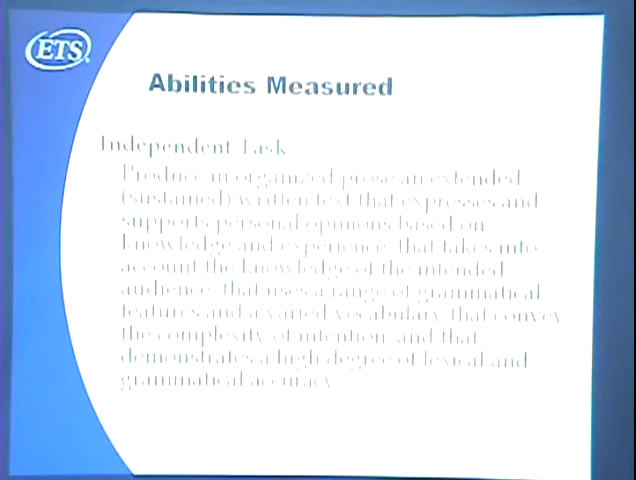 ETS
Abilities Measured
Independent Task
Produce in organized prose an extended
(sustained) written text that expresses and
supports personal opinions based on
knowledge and experience, that takes into
account the knowledge of the intended
audience, that uses a range of grammatical
features and a varied vocabulary that convey
the complexity of intention, and that
demonstrates a high degree of lexical and
grammatical accuracy